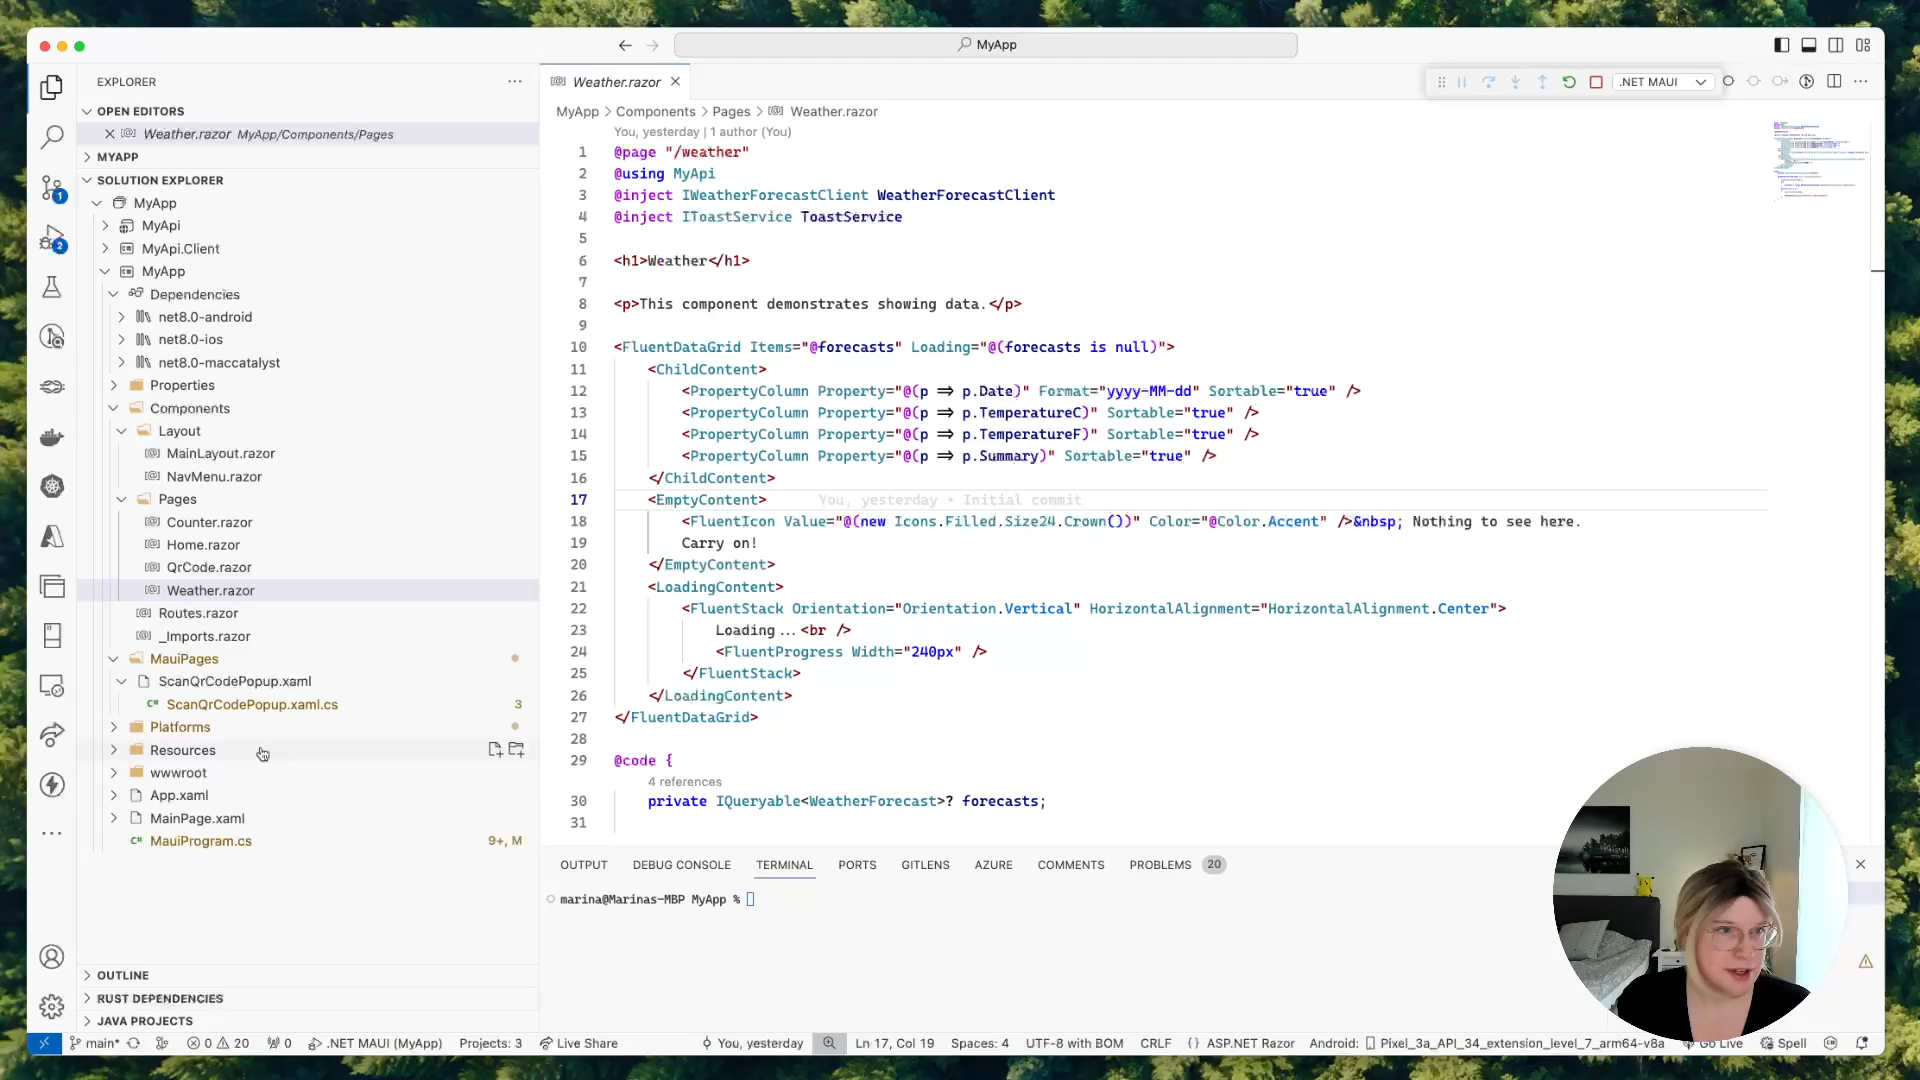 MyApp
EXPLORER
OPEN EDITORS
Weather.razor MyApp/Components/Pages
MYAPP
SOLUTION EXPLORER
MyApp
MyApi
MyApi.Client
MyApp
Dependencies
net8.0-android
net8.0-ios
net8.0-maccatalyst
Properties
Components
Layout
MainLayout.razor
NavMenu.razor
Pages
Counter.razor
Home.razor
QrCode.razor
Weather.razor
Routes.razor
_Imports.razor
MauiPages
ScanQrCodePopup.xaml
C# ScanQrCodePopup.xaml.cs 3
Platforms
Resources
wwwroot
App.xaml
MainPage.xaml
C# MauiProgram.cs 9+, M
OUTLINE
RUST DEPENDENCIES
JAVA PROJECTS
1
2
Weather.razor
.NET MAUI
MyApp > Components > Pages > Weather.razor
You, yesterday | 1 author (You)
1 @page "/weather"
2 @using MyApi
3 @inject IWeatherForecastClient WeatherForecastClient
4 @inject IToastService ToastService
5
6 <h1>Weather</h1>
7
8 <p>This component demonstrates showing data.</p>
9
10 <FluentDataGrid Items="@forecasts" Loading="@(forecasts is null)">
11 <ChildContent>
12 <PropertyColumn Property="@(p => p.Date)" Format="yyyy-MM-dd" Sortable="true" />
13 <PropertyColumn Property="@(p => p.TemperatureC)" Sortable="true" />
14 <PropertyColumn Property="@(p => p.TemperatureF)" Sortable="true" />
15 <PropertyColumn Property="@(p => p.Summary)" Sortable="true" />
16 </ChildContent>
17 <EmptyContent> You, yesterday • Initial commit
18 <FluentIcon Value="@(new Icons.Filled.Size24.Crown())" Color="@Color.Accent" />&nbsp; Nothing to see here.
19 Carry on!
20 </EmptyContent>
21 <LoadingContent>
22 <FluentStack Orientation="Orientation.Vertical" HorizontalAlignment="HorizontalAlignment.Center">
23 Loading...<br />
24 <FluentProgress Width="240px" />
25 </FluentStack>
26 </LoadingContent>
27 </FluentDataGrid>
28
29 @code {
4 references
30 private IQueryable<WeatherForecast>? forecasts;
31
OUTPUT DEBUG CONSOLE TERMINAL PORTS GITLENS AZURE COMMENTS PROBLEMS 20
marina@Marinas-MBP MyApp %
main* 0 20 0 .NET MAUI (MyApp) Projects: 3 Live Share You, yesterday Ln 17, Col 19 Spaces: 4 UTF-8 with BOM CRLF {} ASP.NET Razor Android: Pixel_3a_API_34_extension_level_7_arm64-v8a Go Live Spell